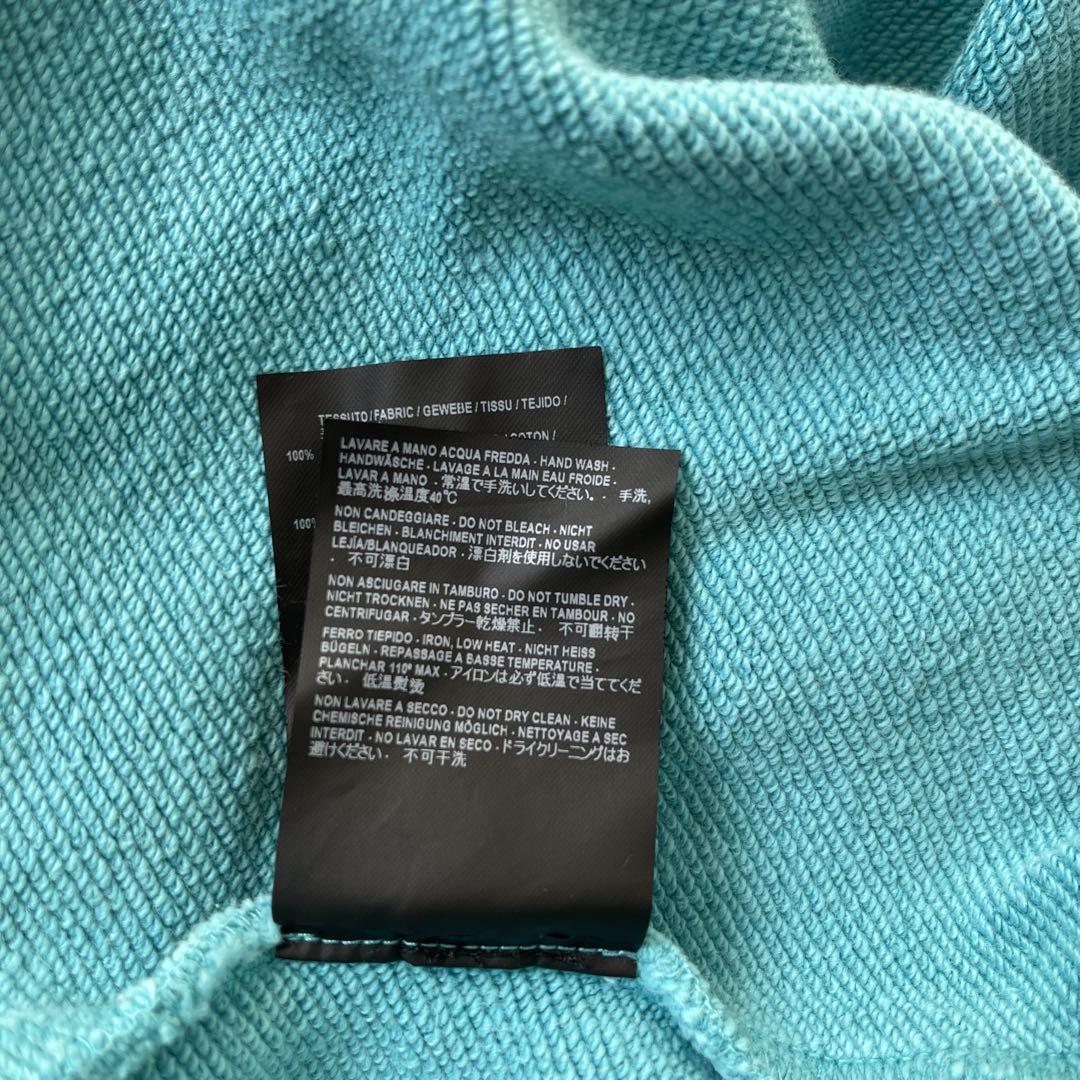 TESSUTO / FABRIC / GEWEBE / TISSU / TEJIDO /
COTON /
100%
100%
LAVARE A MANO ACQUA FREDDA - HAND WASH -
HANDWÄSCHE - LAVAGE A LA MAIN EAU FROIDE -
LAVAR A MANO - 常温で手洗いしてください。 - 手洗,
最高洗涤温度40°C
NON CANDEGGIARE - DO NOT BLEACH - NICHT
BLEICHEN - BLANCHIMENT INTERDIT - NO USAR
LEJÍA/BLANQUEADOR - 漂白剤を使用しないでください
- 不可漂白
NON ASCIUGARE IN TAMBURO - DO NOT TUMBLE DRY -
NICHT TROCKNEN - NE PAS SECHER EN TAMBOUR - NO
CENTRIFUGAR - タンブラー乾燥禁止 - 不可翻转干
FERRO TIEPIDO - IRON, LOW HEAT - NICHT HEISS
BÜGELN - REPASSAGE A BASSE TEMPERATURE -
PLANCHAR 110º MAX - アイロンは必ず低温で当ててくだ
さい - 低温熨烫
NON LAVARE A SECCO - DO NOT DRY CLEAN - KEINE
CHEMISCHE REINIGUNG MÖGLICH - NETTOYAGE A SEC
INTERDIT - NO LAVAR EN SECO - ドライクリーニングはお
避けください. 不可干洗